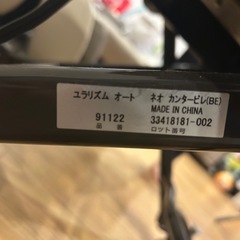 ユラリズム オート ネオ カンタービレ(BE)
MADE IN CHINA
91122 33418181-002
品番 ロット番号